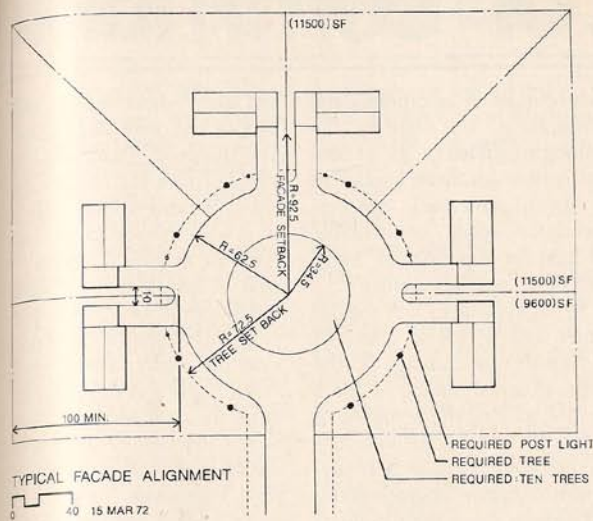 (11500) SF
R=92.5
FACADE SETBACK
R=62.5
R=34.5
(11500) SF
(9600) SF
10
R=72.5
TREE SET BACK
100 MIN.
REQUIRED POST LIGHT
REQUIRED TREE
REQUIRED: TEN TREES
TYPICAL FACADE ALIGNMENT
0 40 15 MAR 72